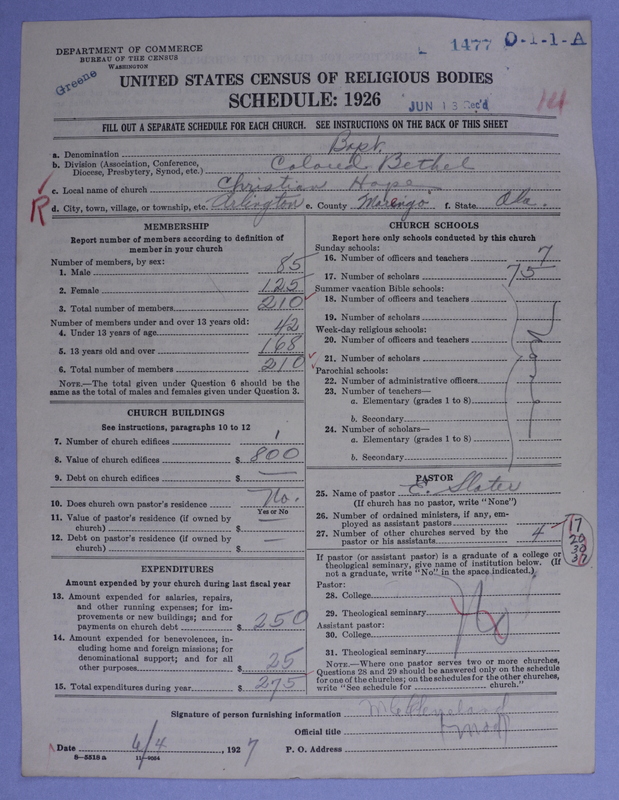 DEPARTMENT OF COMMERCE
BUREAU OF THE CENSUS
WASHINGTON
Greene
1477 O-1-1-A
UNITED STATES CENSUS OF RELIGIOUS BODIES
SCHEDULE: 1926
JUN 13 Rec'd
FILL OUT A SEPARATE SCHEDULE FOR EACH CHURCH. SEE INSTRUCTIONS ON THE BACK OF THIS SHEET
a. Denomination Bapt.
b. Division (Association, Conference, Diocese, Presbytery, Synod, etc.) Colored Bethel
c. Local name of church Christian Hope
R
d. City, town, village, or township, etc. Arlington e. County Marengo f. State Ala.
MEMBERSHIP
Report number of members according to definition of
member in your church
Number of members, by sex:
1. Male 85
2. Female 125
3. Total number of members 210
Number of members under and over 13 years old:
4. Under 13 years of age 42
5. 13 years old and over 168
6. Total number of members 210
NOTE.—The total given under Question 6 should be
same as the total of males and females given under Question 3.
CHURCH BUILDINGS
See instructions, paragraphs 10 to 12
7. Number of church edifices 1
8. Value of church edifices $ 800
9. Debt on church edifices $ —
10. Does church own pastor's residence No.
Yes or No
11. Value of pastor's residence (if owned by
church) $ —
12. Debt on pastor's residence (if owned by
church) $ —
EXPENDITURES
Amount expended by your church during last fiscal year
13. Amount expended for salaries, repairs,
and other running expenses; for im-
provements or new buildings; and for
payments on church debt $ 250
14. Amount expended for benevolences, in-
cluding home and foreign missions; for
denominational support; and for all
other purposes $ 25
15. Total expenditures during year $ 275
CHURCH SCHOOLS
Report here only schools conducted by this church
Sunday schools:
16. Number of officers and teachers 7
17. Number of scholars 75
Summer vacation Bible schools:
18. Number of officers and teachers
19. Number of scholars
Week-day religious schools:
20. Number of officers and teachers
21. Number of scholars
None
Parochial schools:
22. Number of administrative officers
23. Number of teachers—
a. Elementary (grades 1 to 8)
b. Secondary
24. Number of scholars—
a. Elementary (grades 1 to 8)
b. Secondary
PASTOR
25. Name of pastor E. Slater
(If church has no pastor, write "None")
26. Number of ordained ministers, if any, em-
ployed as assistant pastors
27. Number of other churches served by the
pastor or his assistants 4
17
20
30
If pastor (or assistant pastor) is a graduate of a college or
theological seminary, give name of institution below. (If
not a graduate, write "No" in the space indicated.)
Pastor:
28. College
29. Theological seminary
No
Assistant pastor:
30. College
31. Theological seminary
NOTE.—Where one pastor serves two or more churches,
Questions 28 and 29 should be answered only on the schedule
for one of the churches; on the schedules for the other churches,
write "See schedule for church."
Signature of person furnishing information
Official title
Date 6/4, 1927 P. O. Address
8—5518 a 11—9054